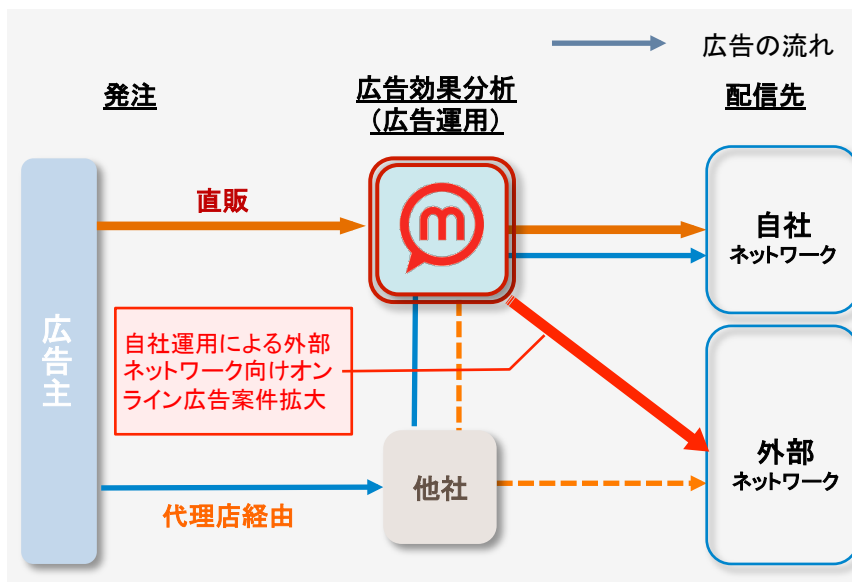 広告の流れ
発注
広告効果分析
（広告運用）
配信先
直販
m
自社
ネットワーク
広告主
自社運用による外部
ネットワーク向けオン
ライン広告案件拡大
他社
外部
ネットワーク
代理店経由